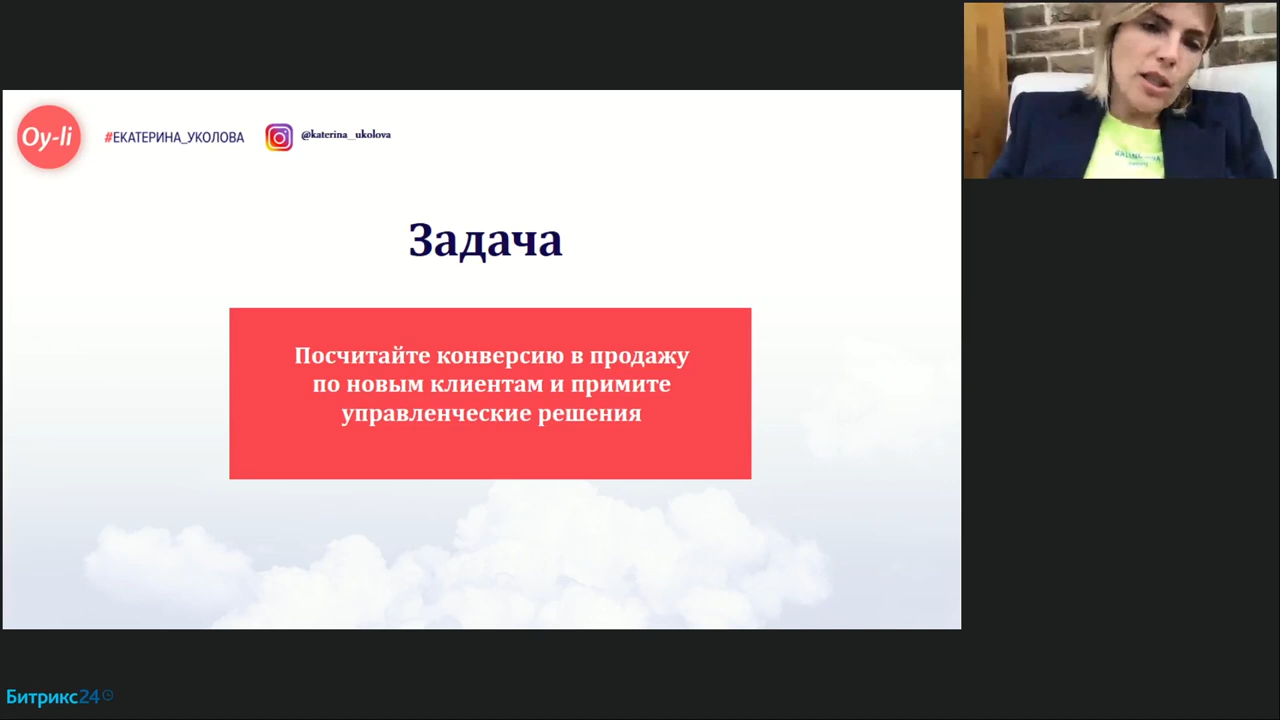 Oy-li
#ЕКАТЕРИНА_УКОЛОВА
@katerina_ukolova
Задача
Посчитайте конверсию в продажу
по новым клиентам и примите
управленческие решения
Битрикс24